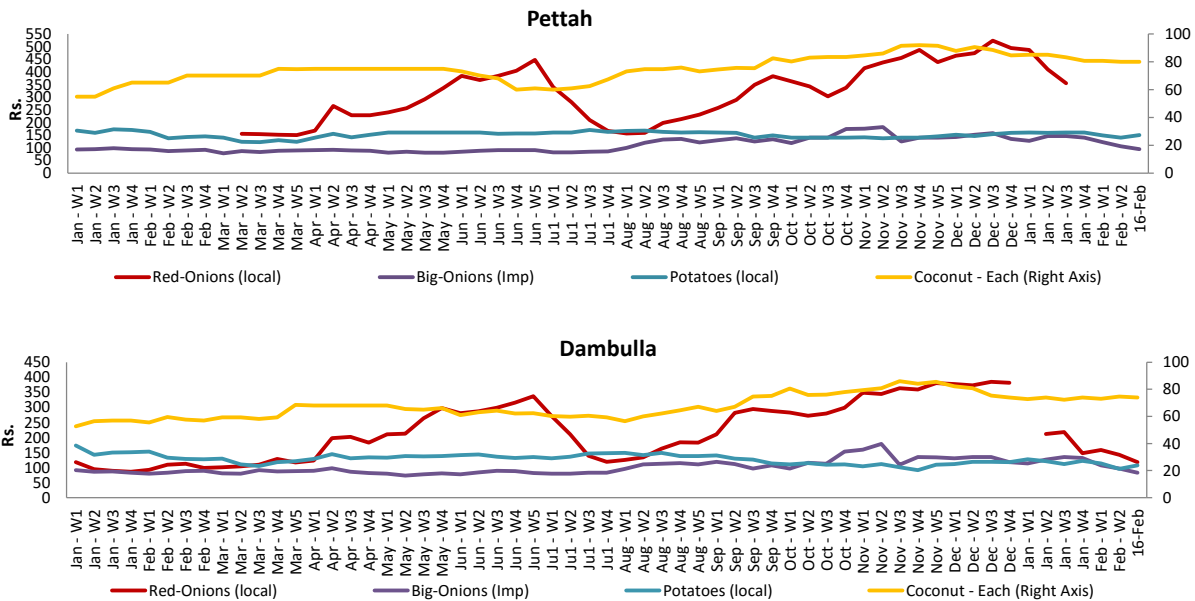 Pettah
550
500
450
400
350
300
250
200
150
100
50
0
Rs.
100
80
60
40
20
0
Jan - W1
Jan - W2
Jan - W3
Jan - W4
Feb - W1
Feb - W2
Feb - W3
Feb - W4
Mar - W1
Mar - W2
Mar - W3
Mar - W4
Mar - W5
Apr - W1
Apr - W2
Apr - W3
Apr - W4
May - W1
May - W2
May - W3
May - W4
Jun - W1
Jun - W2
Jun - W3
Jun - W4
Jun - W5
Ju1 - W1
Ju1 - W2
Ju1 - W3
Ju1 - W4
Aug - W1
Aug - W2
Aug - W3
Aug - W4
Aug - W5
Sep - W1
Sep - W2
Sep - W3
Sep - W4
Oct - W1
Oct - W2
Oct - W3
Oct - W4
Nov - W1
Nov - W2
Nov - W3
Nov - W4
Nov - W5
Dec - W1
Dec - W2
Dec - W3
Dec - W4
Jan - W1
Jan - W2
Jan - W3
Jan - W4
Feb - W1
Feb - W2
16-Feb
Red-Onions (local)
Big-Onions (Imp)
Potatoes (local)
Coconut - Each (Right Axis)
Dambulla
450
400
350
300
250
200
150
100
50
0
Rs.
100
80
60
40
20
0
Jan - W1
Jan - W2
Jan - W3
Jan - W4
Feb - W1
Feb - W2
Feb - W3
Feb - W4
Mar - W1
Mar - W2
Mar - W3
Mar - W4
Mar - W5
Apr - W1
Apr - W2
Apr - W3
Apr - W4
May - W1
May - W2
May - W3
May - W4
Jun - W1
Jun - W2
Jun - W3
Jun - W4
Jun - W5
Ju1 - W1
Ju1 - W2
Ju1 - W3
Ju1 - W4
Aug - W1
Aug - W2
Aug - W3
Aug - W4
Aug - W5
Sep - W1
Sep - W2
Sep - W3
Sep - W4
Oct - W1
Oct - W2
Oct - W3
Oct - W4
Nov - W1
Nov - W2
Nov - W3
Nov - W4
Nov - W5
Dec - W1
Dec - W2
Dec - W3
Dec - W4
Jan - W1
Jan - W2
Jan - W3
Jan - W4
Feb - W1
Feb - W2
16-Feb
Red-Onions (local)
Big-Onions (Imp)
Potatoes (local)
Coconut - Each (Right Axis)